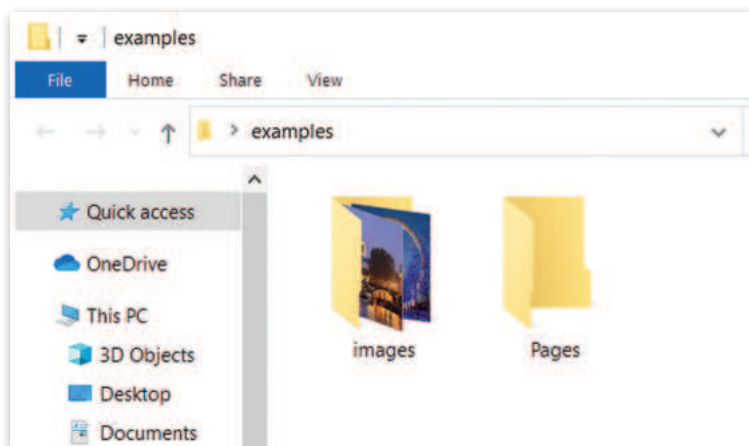 examples
File Home Share View
examples
Quick access
OneDrive
This PC
3D Objects
Desktop
Documents
images Pages